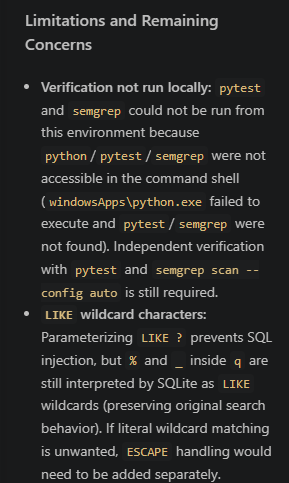 Limitations and Remaining
Concerns
• Verification not run locally: pytest
and semgrep could not be run from
this environment because
python / pytest / semgrep were not
accessible in the command shell
( windowsApps\python.exe failed to
execute and pytest / semgrep were
not found). Independent verification
with pytest and semgrep scan --
config auto is still required.
• LIKE wildcard characters:
Parameterizing LIKE ? prevents SQL
injection, but % and _ inside q are
still interpreted by SQLite as LIKE
wildcards (preserving original search
behavior). If literal wildcard matching
is unwanted, ESCAPE handling would
need to be added separately.